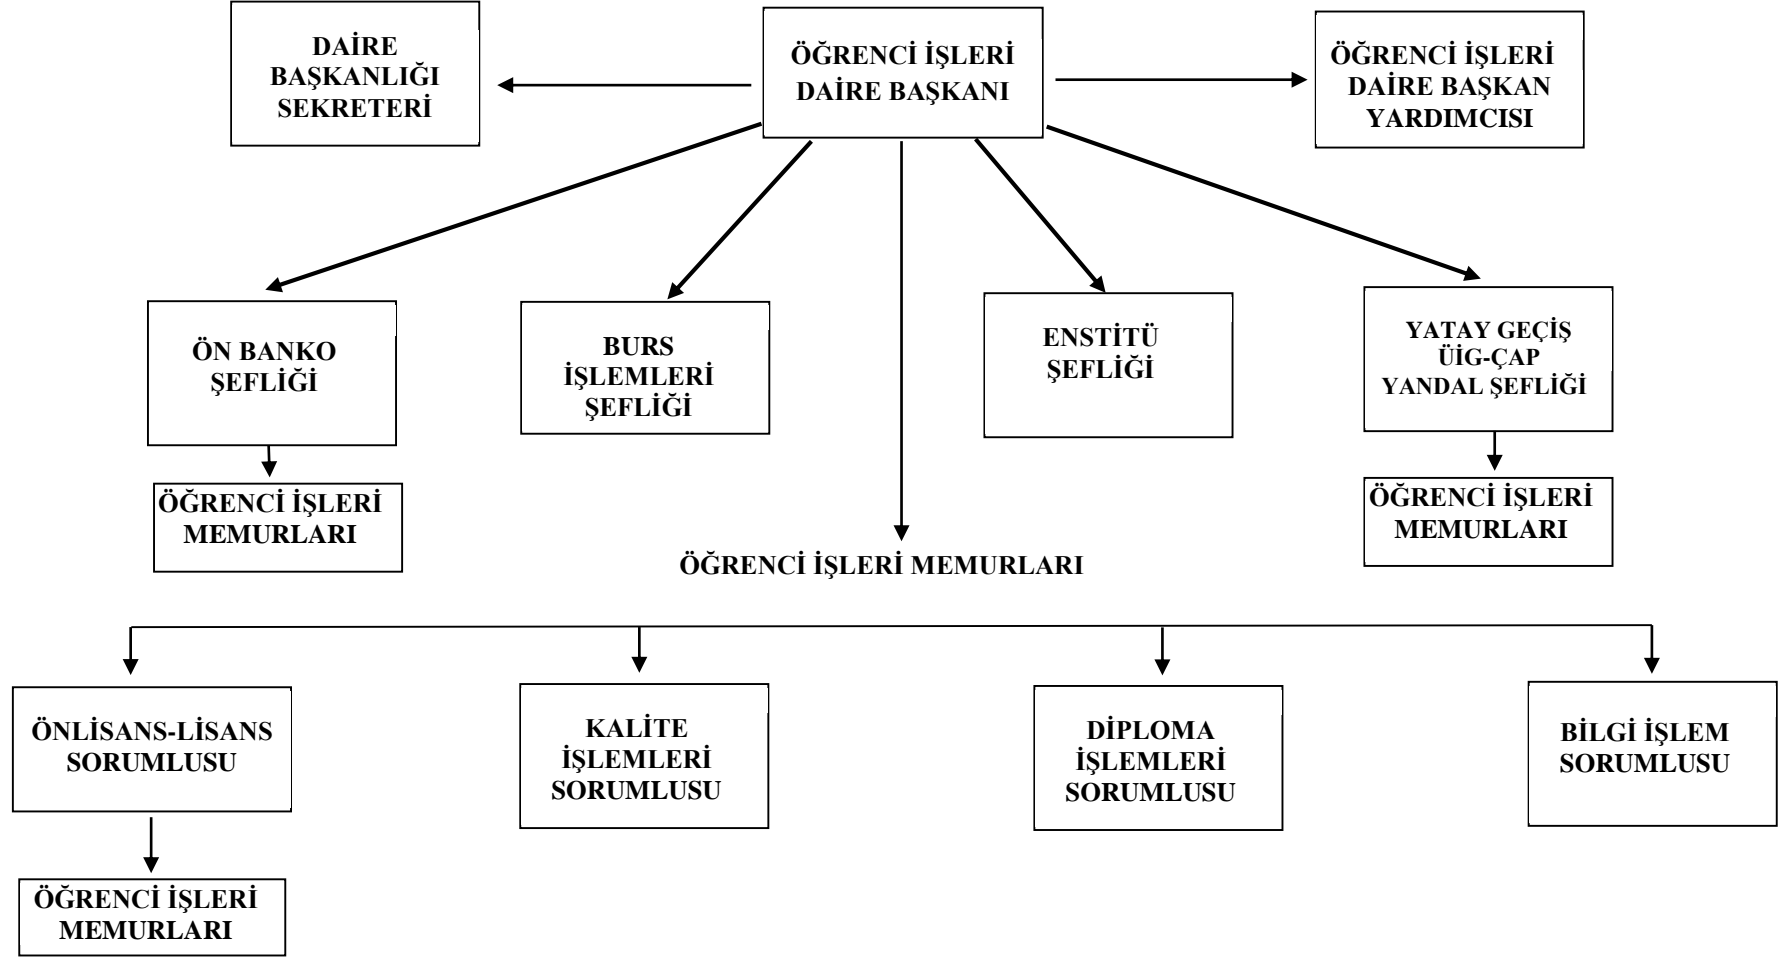 DAİRE
BAŞKANLIĞI
SEKRETERİ
ÖĞRENCİ İŞLERİ
DAİRE BAŞKANI
ÖĞRENCİ İŞLERİ
DAİRE BAŞKAN
YARDIMCISI
ÖN BANKO
ŞEFLİĞİ
BURS
İŞLEMLERİ
ŞEFLİĞİ
ENSTİTÜ
ŞEFLİĞİ
YATAY GEÇİŞ
ÜİG-ÇAP
YANDAL ŞEFLİĞİ
ÖĞRENCİ İŞLERİ
MEMURLARI
ÖĞRENCİ İŞLERİ
MEMURLARI
ÖĞRENCİ İŞLERİ MEMURLARI
ÖNLİSANS-LİSANS
SORUMLUSU
KALİTE
İŞLEMLERİ
SORUMLUSU
DİPLOMA
İŞLEMLERİ
SORUMLUSU
BİLGİ İŞLEM
SORUMLUSU
ÖĞRENCİ İŞLERİ
MEMURLARI